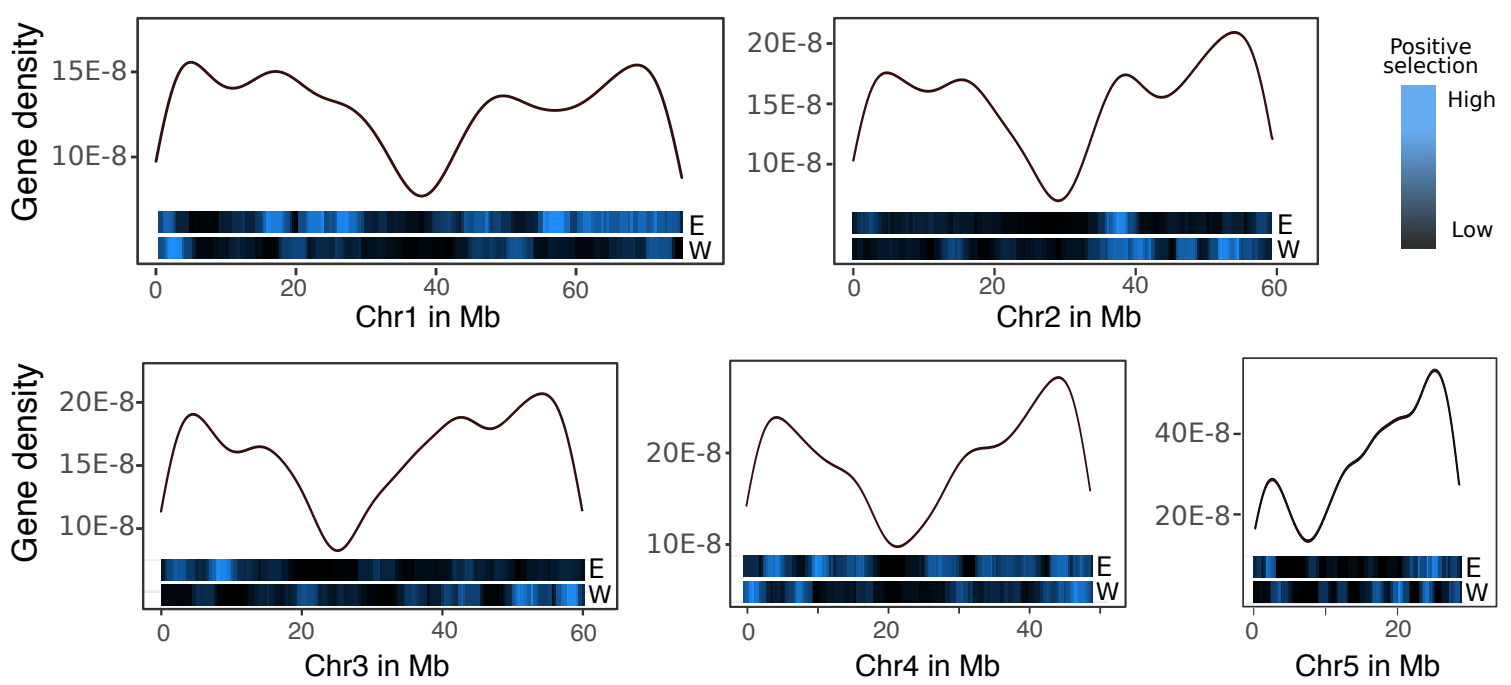 Gene density
15E-8
10E-8
E
W
0
20
40
60
Chr1 in Mb
20E-8
15E-8
10E-8
E
W
0
20
40
60
Chr2 in Mb
Positive
selection
High
Low
Gene density
20E-8
15E-8
10E-8
E
W
0
20
40
60
Chr3 in Mb
20E-8
10E-8
E
W
0
20
40
Chr4 in Mb
40E-8
20E-8
E
W
0
20
Chr5 in Mb